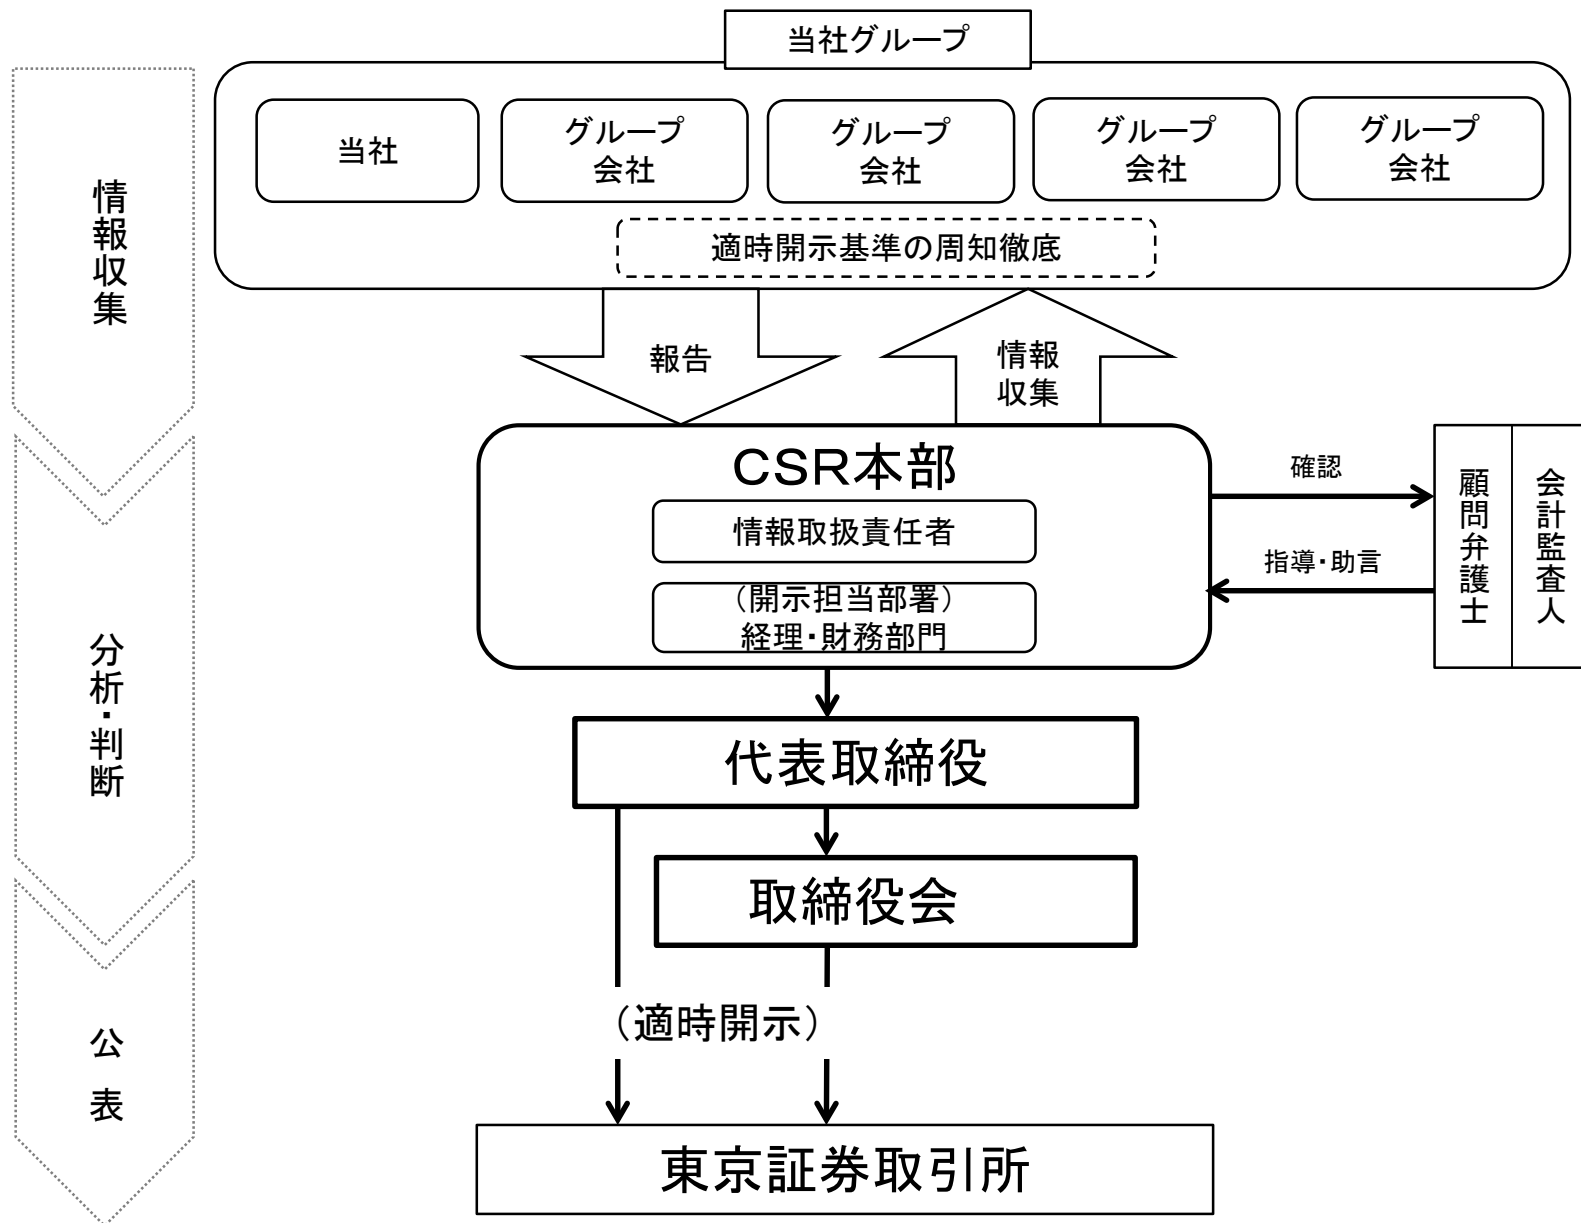 当社グループ
当社
グループ
会社
グループ
会社
グループ
会社
グループ
会社
適時開示基準の周知徹底
情報収集
報告
情報
収集
CSR本部
情報取扱責任者
（開示担当部署）
経理・財務部門
確認
指導・助言
顧問弁護士
会計監査人
分析・判断
代表取締役
取締役会
（適時開示）
公表
東京証券取引所